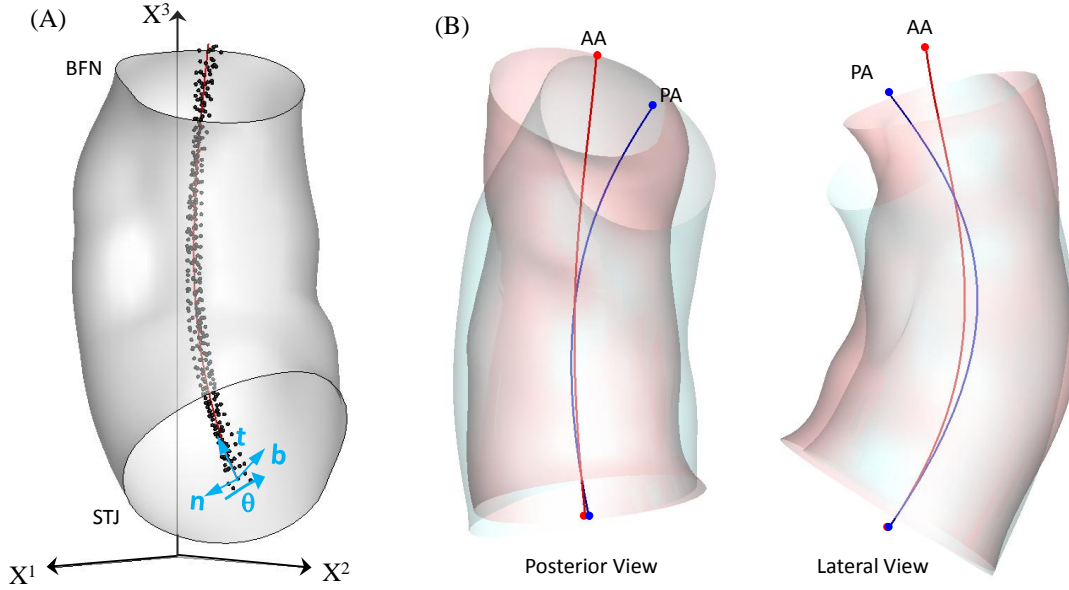 (A)
X³
BFN
t
b
n
θ
STJ
X¹
X²
(B)
AA
PA
AA
PA
Posterior View
Lateral View